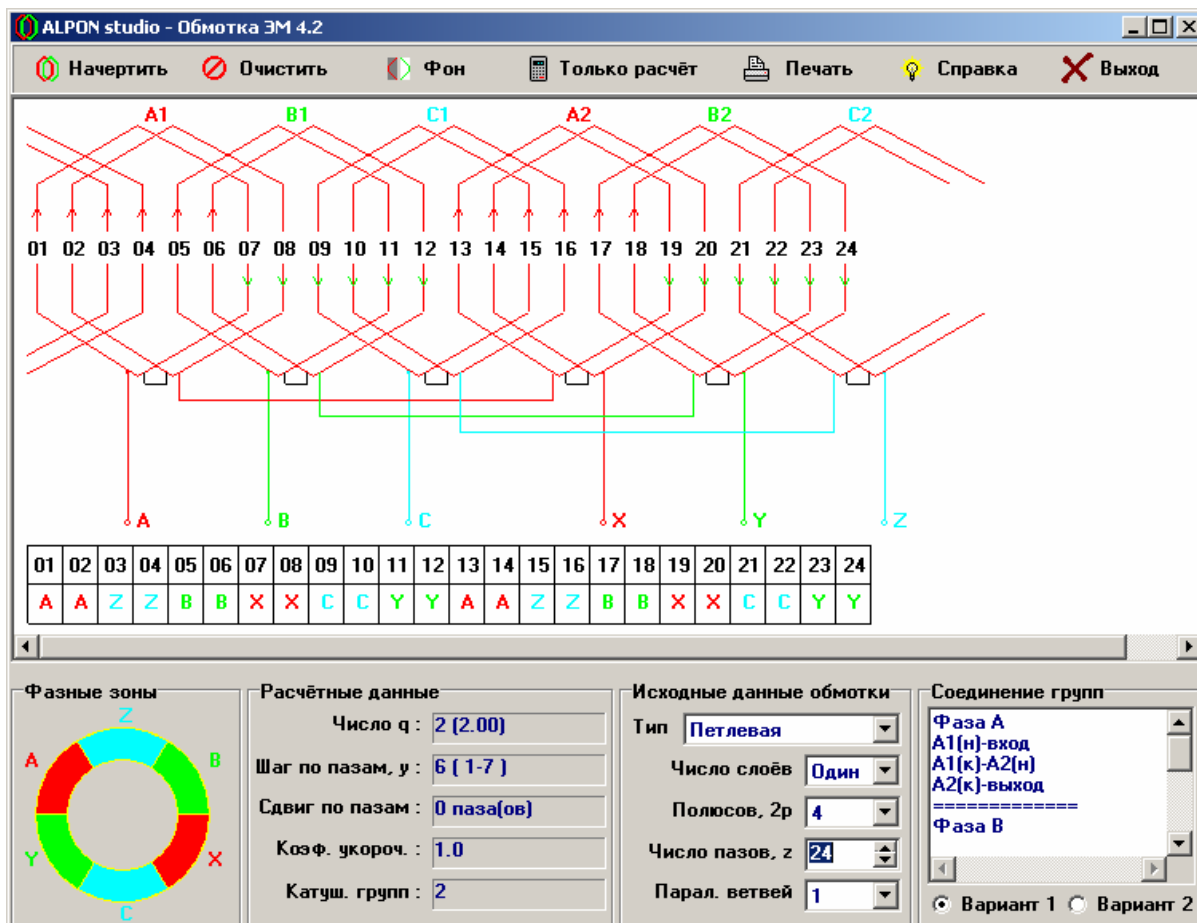 ALPON studio - Обмотка ЭМ 4.2
Начертить Очистить Фон Только расчёт Печать Справка Выход
A1 B1 C1 A2 B2 C2
01 02 03 04 05 06 07 08 09 10 11 12 13 14 15 16 17 18 19 20 21 22 23 24
A B C X Y Z
01 02 03 04 05 06 07 08 09 10 11 12 13 14 15 16 17 18 19 20 21 22 23 24
A A Z Z B B X X C C Y Y A A Z Z B B X X C C Y Y
Фазные зоны
Z
A B
Y X
C
Расчётные данные
Число q : 2 (2.00)
Шаг по пазам, y : 6 ( 1-7 )
Сдвиг по пазам : 0 паза(ов)
Коэф. укороч. : 1.0
Катуш. групп : 2
Исходные данные обмотки
Тип Петлевая
Число слоёв Один
Полюсов, 2p 4
Число пазов, z 24
Парал. ветвей 1
Соединение групп
Фаза A
A1(н)-вход
A1(к)-A2(н)
A2(к)-выход
=============
Фаза B
Вариант 1 Вариант 2